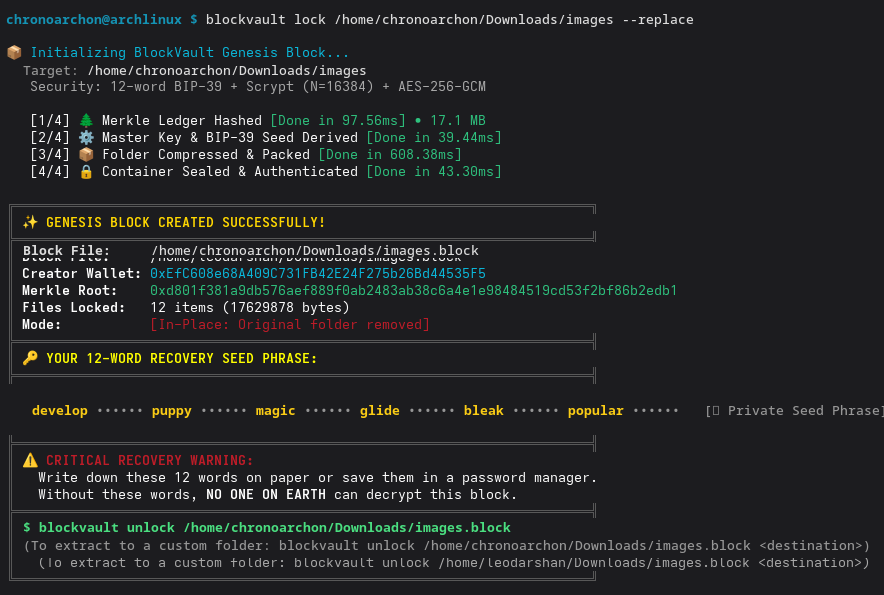 chronoarchon@archlinux $ blockvault lock /home/chronoarchon/Downloads/images --replace
📦 Initializing BlockVault Genesis Block...
Target: /home/chronoarchon/Downloads/images
Security: 12-word BIP-39 + Scrypt (N=16384) + AES-256-GCM
[1/4] 🌲 Merkle Ledger Hashed [Done in 97.56ms] • 17.1 MB
[2/4] ⚙️ Master Key & BIP-39 Seed Derived [Done in 39.44ms]
[3/4] 📦 Folder Compressed & Packed [Done in 608.38ms]
[4/4] 🔒 Container Sealed & Authenticated [Done in 43.30ms]
✨ GENESIS BLOCK CREATED SUCCESSFULLY!
Block File: /home/chronoarchon/Downloads/images.block
Block File: /home/leodarshan/Downloads/images.block
Creator Wallet: 0xEfC608e68A409C731FB42E24F275b26Bd44535F5
Merkle Root: 0xd801f381a9db576aef889f0ab2483ab38c6a4e1e98484519cd53f2bf86b2edb1
Files Locked: 12 items (17629878 bytes)
Mode: [In-Place: Original folder removed]
🔑 YOUR 12-WORD RECOVERY SEED PHRASE:
develop •••••• puppy •••••• magic •••••• glide •••••• bleak •••••• popular •••••• [▯ Private Seed Phrase]
⚠️ CRITICAL RECOVERY WARNING:
Write down these 12 words on paper or save them in a password manager.
Without these words, NO ONE ON EARTH can decrypt this block.
$ blockvault unlock /home/chronoarchon/Downloads/images.block
(To extract to a custom folder: blockvault unlock /home/chronoarchon/Downloads/images.block <destination>)
(To extract to a custom folder: blockvault unlock /home/leodarshan/Downloads/images.block <destination>)